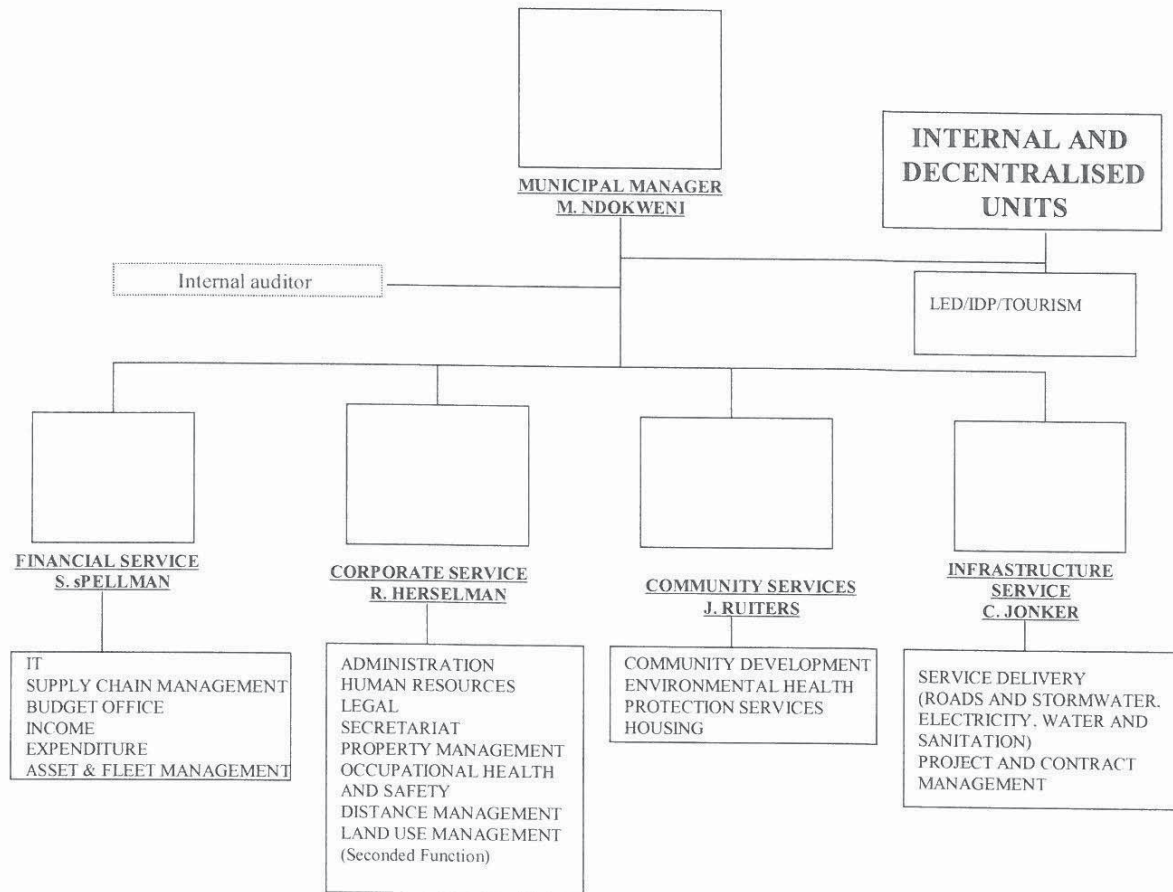 MUNICIPAL MANAGER
M. NDOKWENI
INTERNAL AND
DECENTRALISED
UNITS
Internal auditor
LED/IDP/TOURISM
FINANCIAL SERVICE
S. sPELLMAN
CORPORATE SERVICE
R. HERSELMAN
COMMUNITY SERVICES
J. RUITERS
INFRASTRUCTURE
SERVICE
C. JONKER
IT
SUPPLY CHAIN MANAGEMENT
BUDGET OFFICE
INCOME
EXPENDITURE
ASSET & FLEET MANAGEMENT
ADMINISTRATION
HUMAN RESOURCES
LEGAL
SECRETARIAT
PROPERTY MANAGEMENT
OCCUPATIONAL HEALTH
AND SAFETY
DISTANCE MANAGEMENT
LAND USE MANAGEMENT
(Seconded Function)
COMMUNITY DEVELOPMENT
ENVIRONMENTAL HEALTH
PROTECTION SERVICES
HOUSING
SERVICE DELIVERY
(ROADS AND STORMWATER,
ELECTRICITY, WATER AND
SANITATION)
PROJECT AND CONTRACT
MANAGEMENT